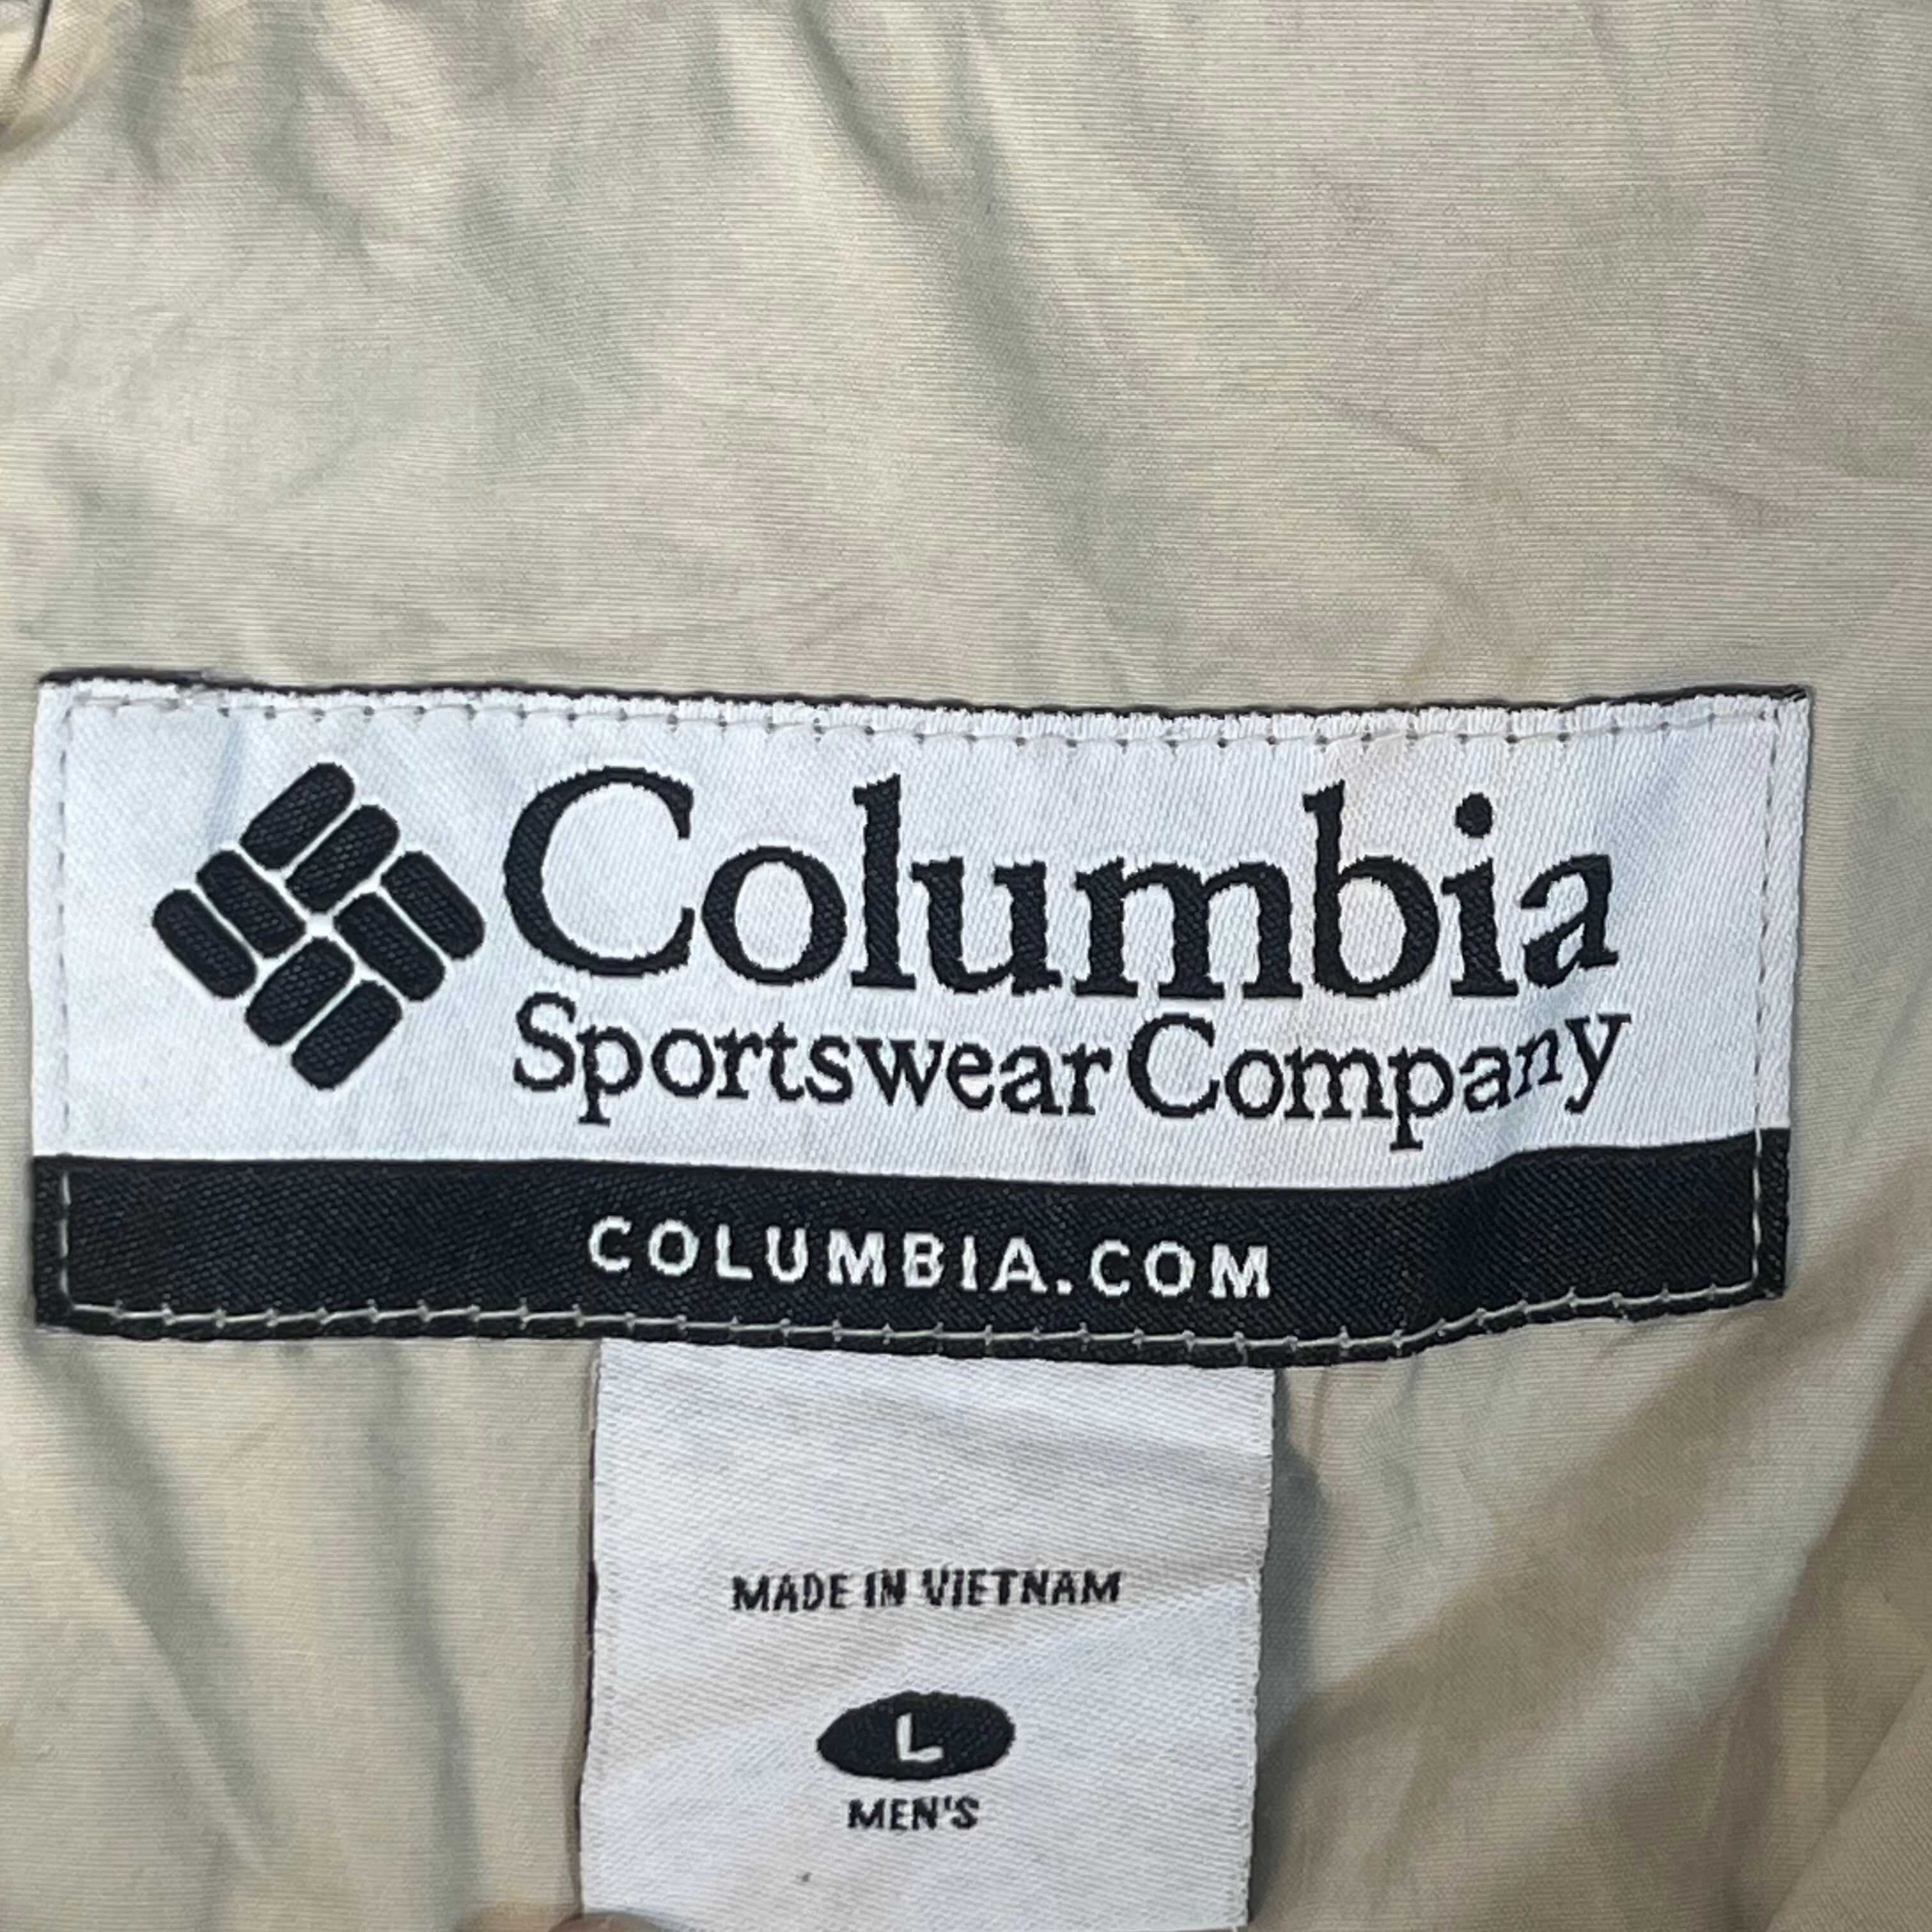 Columbia
Sportswear Company
COLUMBIA.COM
MADE IN VIETNAM
L
MEN'S